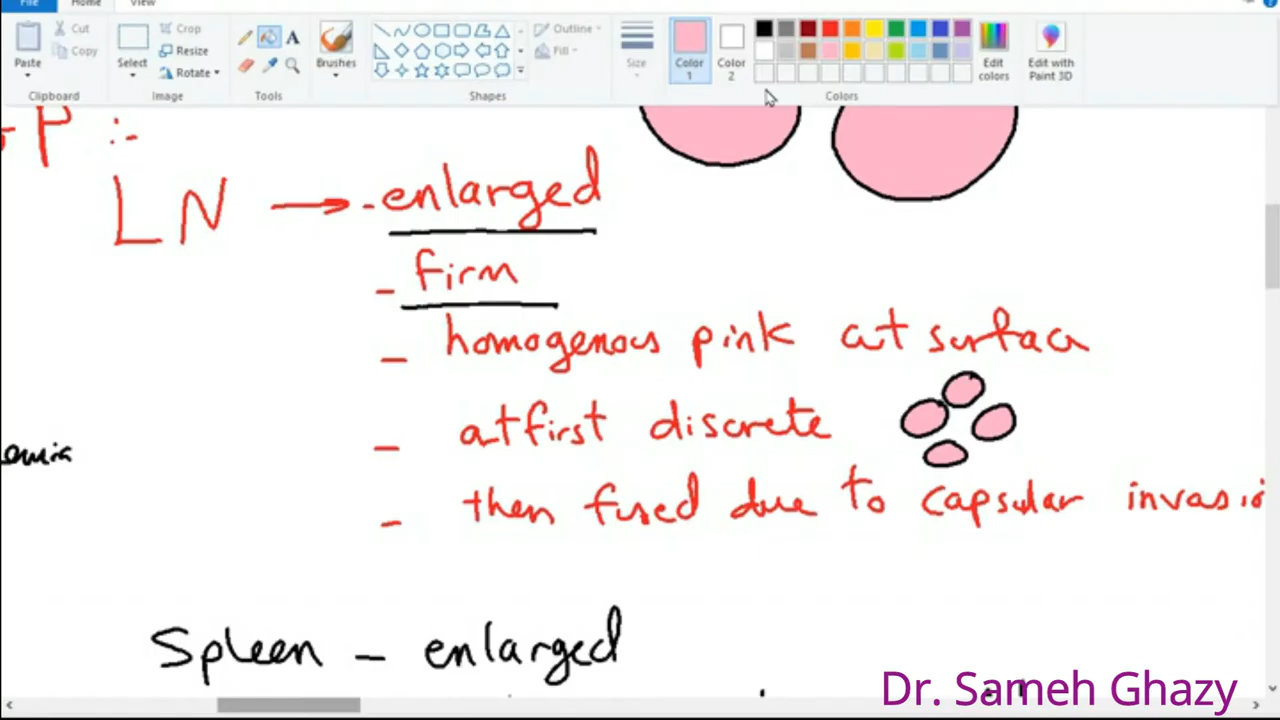 File Home View
Cut
Copy
Paste
Clipboard
Crop
Resize
Rotate
Select
Image
A
Tools
Brushes
Outline
Fill
Shapes
Size
Color 1
Color 2
Colors
Edit colors
Edit with Paint 3D
P :-
LN → - enlarged
- firm
- homogenous pink at surface
- at first discrete
- then fused due to capsular
Spleen - enlarged
Dr. Sameh Ghazy